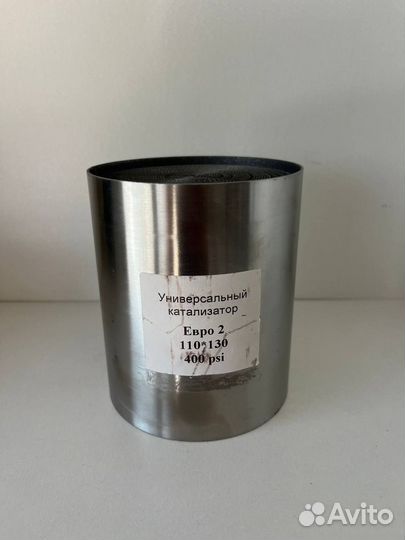 Универсальный
катализатор
Евро 2
110*130
400 psi
Avito